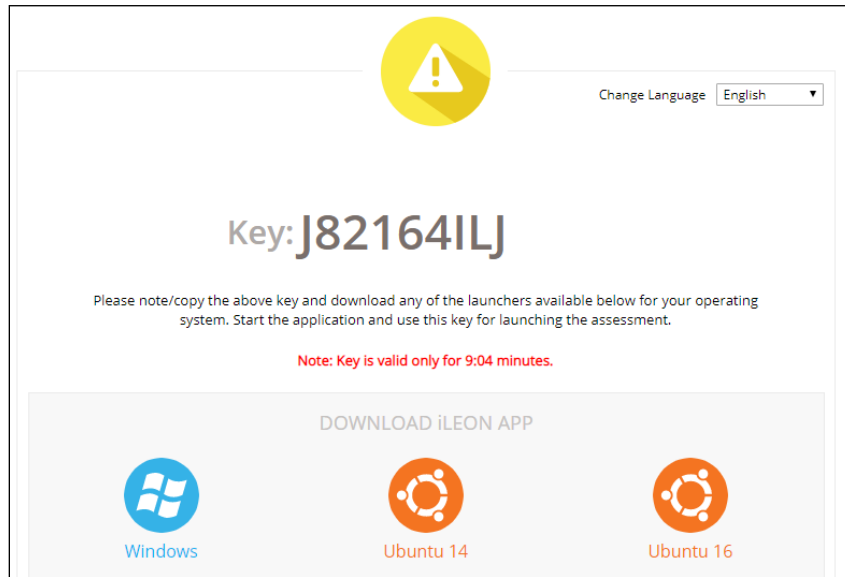 Change Language English
Key: J82164ILJ
Please note/copy the above key and download any of the launchers available below for your operating
system. Start the application and use this key for launching the assessment.
Note: Key is valid only for 9:04 minutes.
DOWNLOAD iLEON APP
Windows Ubuntu 14 Ubuntu 16